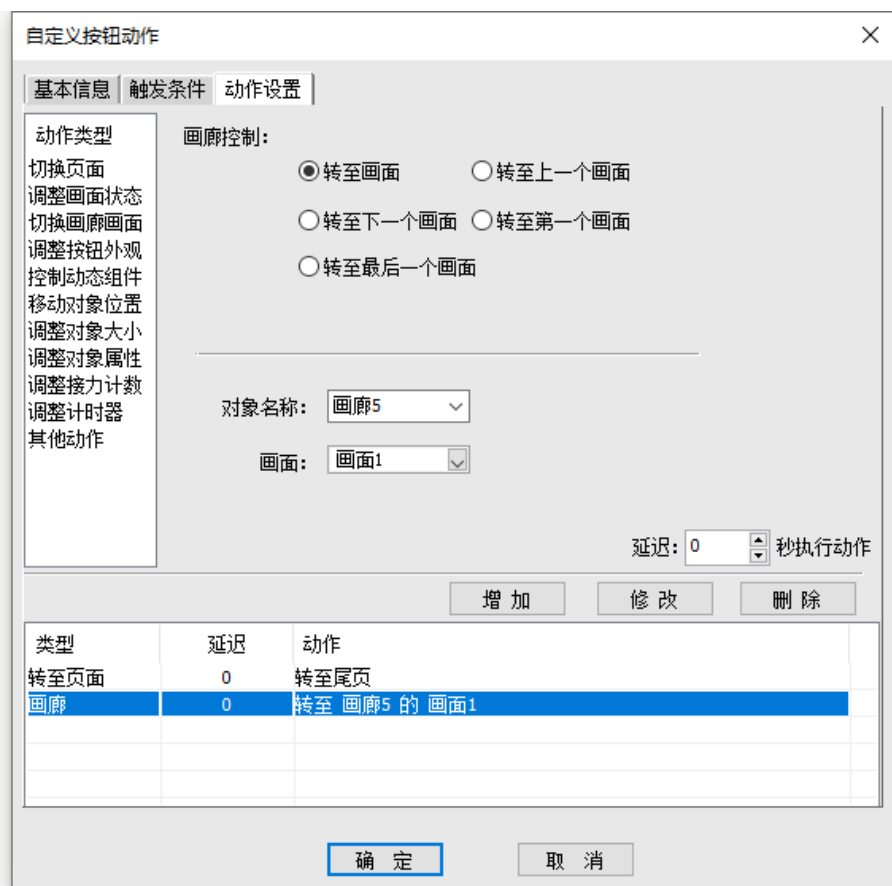 自定义按钮动作
基本信息 触发条件 动作设置
动作类型
切换页面
调整画面状态
切换画廊画面
调整按钮外观
控制动态组件
移动对象位置
调整对象大小
调整对象属性
调整接力计数
调整计时器
其他动作
画廊控制:
转至画面 转至上一个画面
转至下一个画面 转至第一个画面
转至最后一个画面
对象名称: 画廊5
画面: 画面1
延迟: 0 秒执行动作
增加 修改 删除
类型 延迟 动作
转至页面 0 转至尾页
画廊 0 转至 画廊5 的 画面1
确定 取消